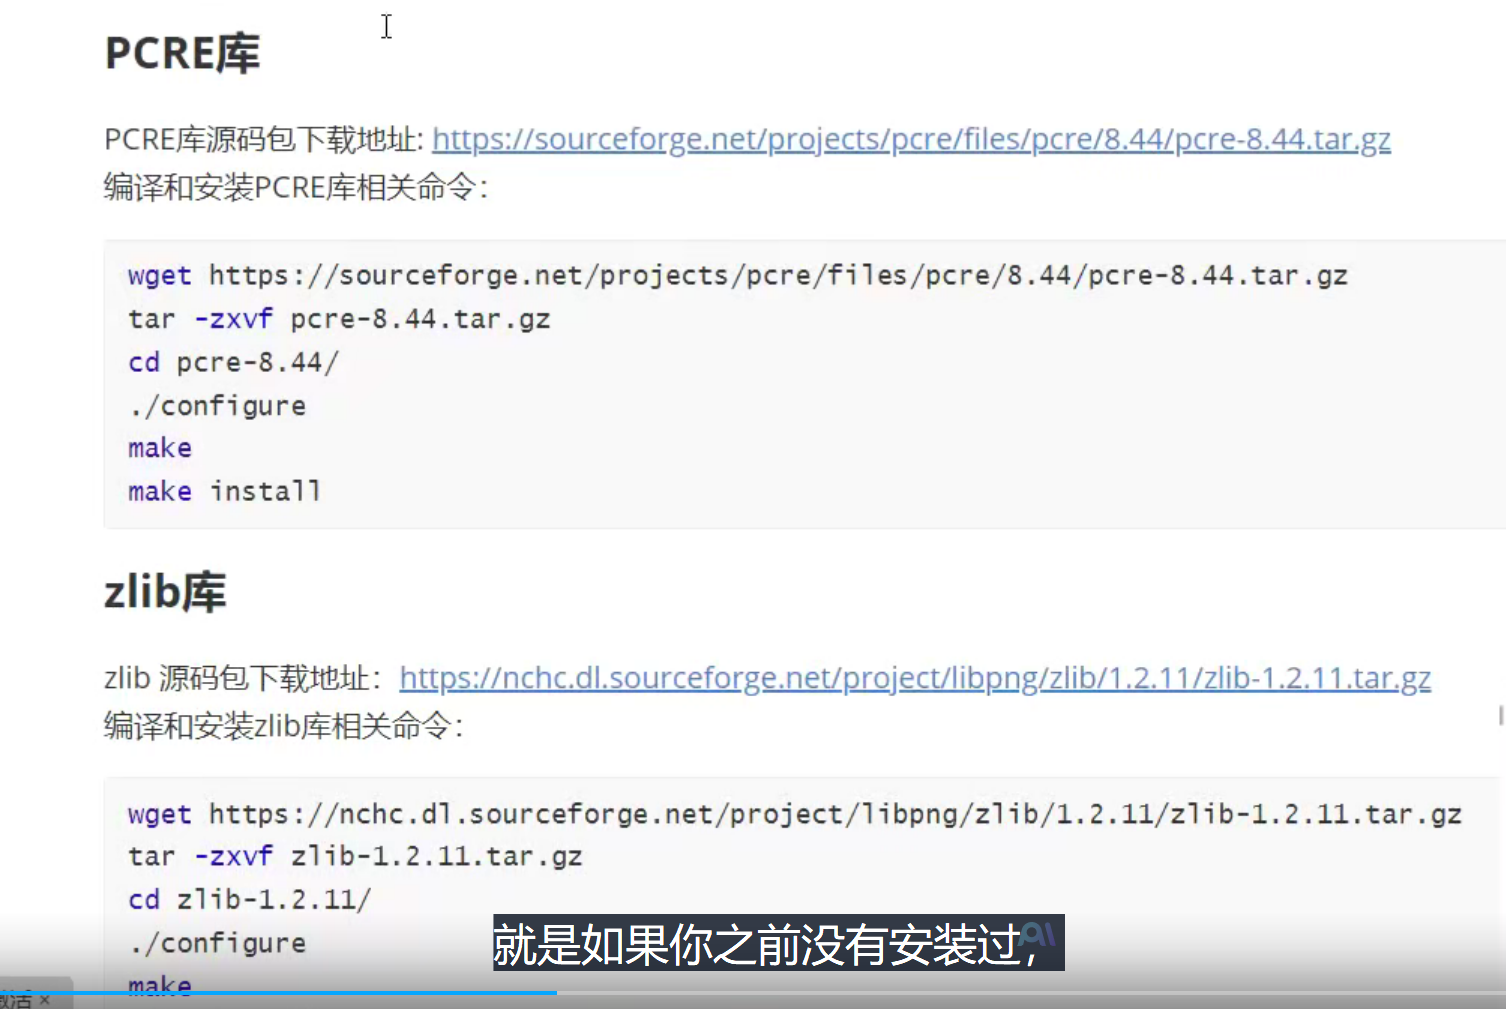 PCRE库
PCRE库源码包下载地址: https://sourceforge.net/projects/pcre/files/pcre/8.44/pcre-8.44.tar.gz
编译和安装PCRE库相关命令：
wget https://sourceforge.net/projects/pcre/files/pcre/8.44/pcre-8.44.tar.gz
tar -zxvf pcre-8.44.tar.gz
cd pcre-8.44/
./configure
make
make install
zlib库
zlib 源码包下载地址：https://nchc.dl.sourceforge.net/project/libpng/zlib/1.2.11/zlib-1.2.11.tar.gz
编译和安装zlib库相关命令：
wget https://nchc.dl.sourceforge.net/project/libpng/zlib/1.2.11/zlib-1.2.11.tar.gz
tar -zxvf zlib-1.2.11.tar.gz
cd zlib-1.2.11/
./configure
就是如果你之前没有安装过，
AI
make
激活 ×